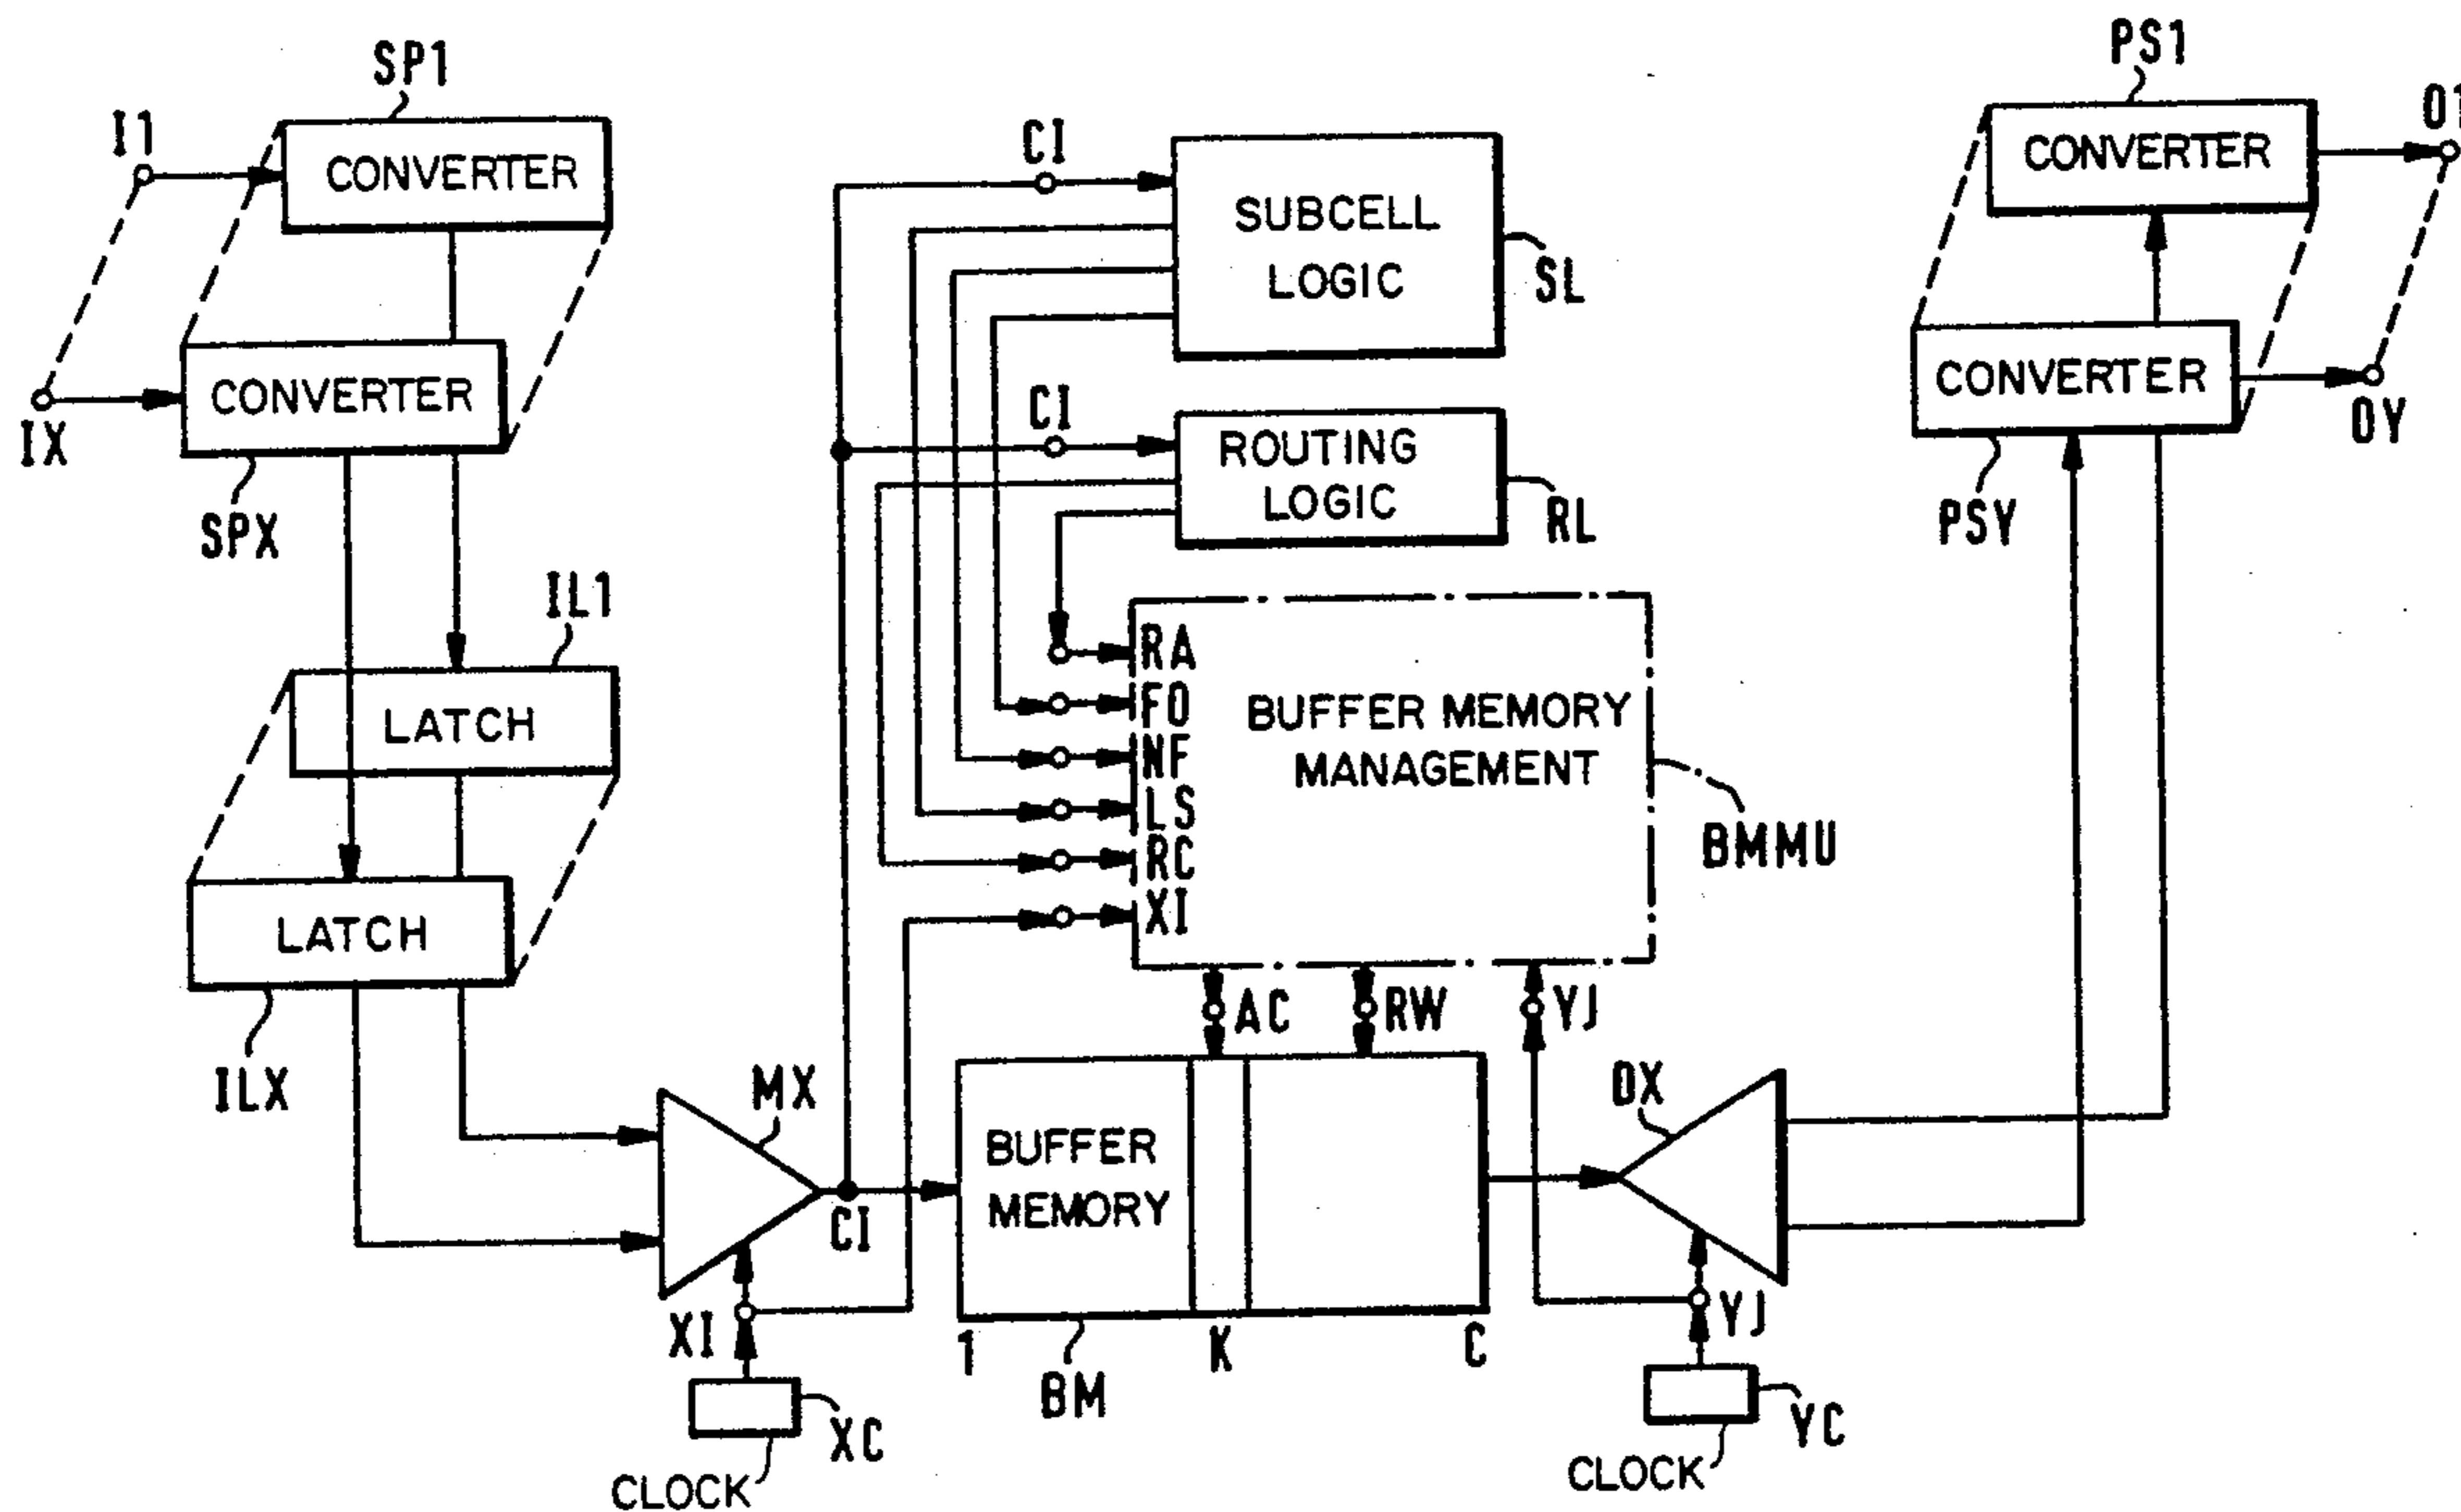 SP1
I1
CONVERTER
CONVERTER
IX
SPX
IL1
LATCH
LATCH
ILX
MX
CI
XI
XC
CLOCK
CI
SUBCELL
LOGIC
SL
CI
ROUTING
LOGIC
RL
RA
FO
NF
LS
RC
XI
BUFFER MEMORY
MANAGEMENT
BMMU
AC
RW
YJ
BUFFER
MEMORY
1
K
C
BM
DX
YJ
YC
CLOCK
PS1
O1
CONVERTER
CONVERTER
OY
PSY